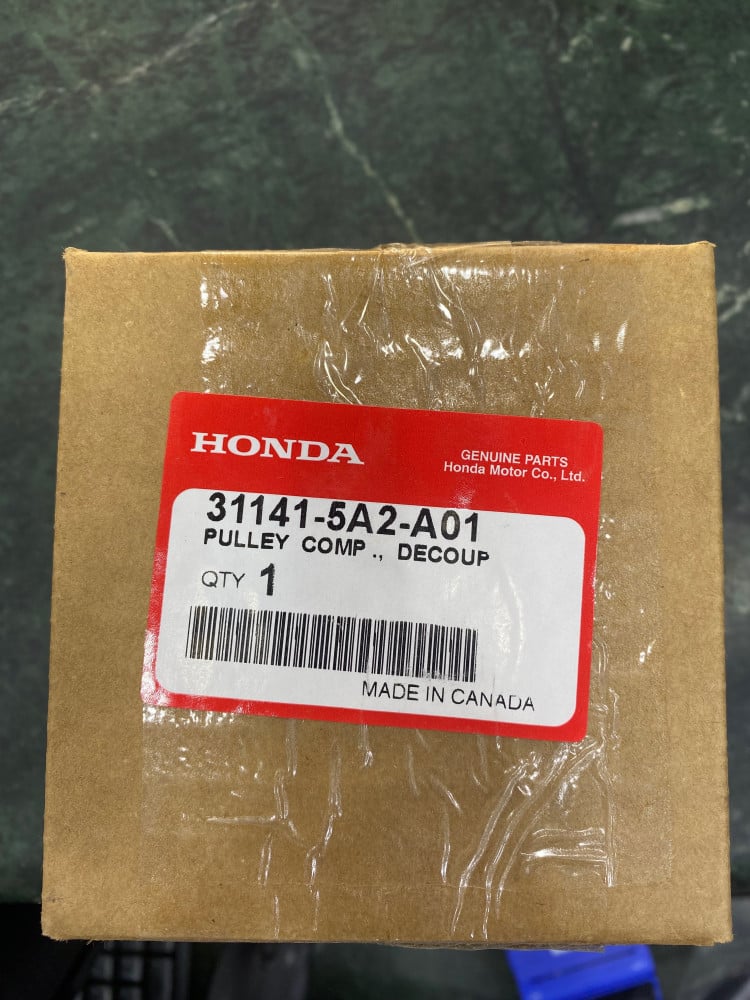 HONDA
GENUINE PARTS
Honda Motor Co., Ltd.
31141-5A2-A01
PULLEY COMP ., DECOUP
QTY 1
MADE IN CANADA